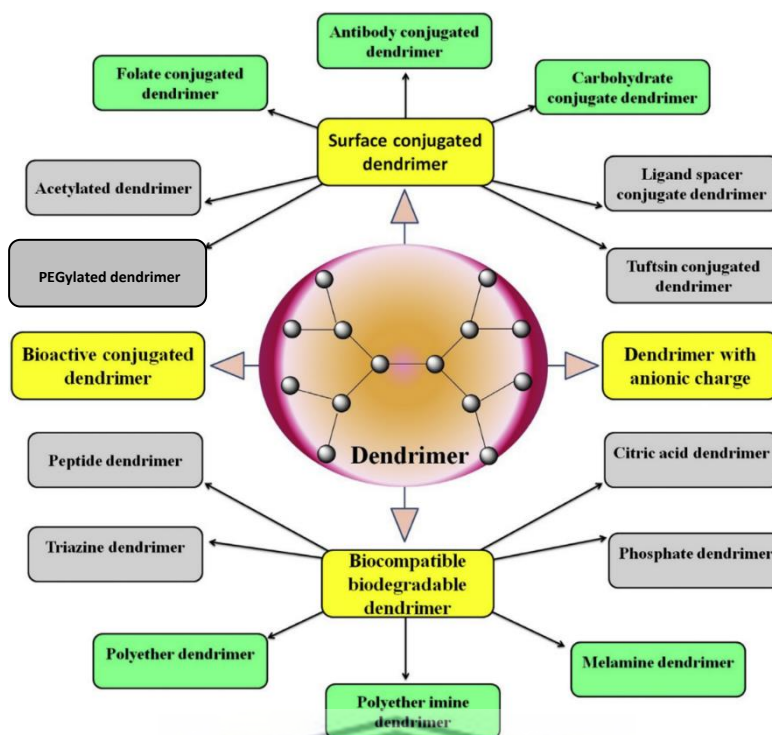 Antibody conjugated
dendrimer
Folate conjugated
dendrimer
Carbohydrate
conjugate dendrimer
Surface conjugated
dendrimer
Acetylated dendrimer
Ligand spacer
conjugate dendrimer
PEGylated dendrimer
Tuftsin conjugated
dendrimer
Bioactive conjugated
dendrimer
Dendrimer with
anionic charge
Dendrimer
Peptide dendrimer
Citric acid dendrimer
Triazine dendrimer
Phosphate dendrimer
Biocompatible
biodegradable
dendrimer
Polyether dendrimer
Melamine dendrimer
Polyether imine
dendrimer